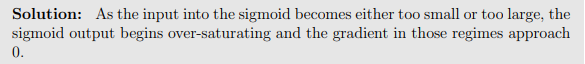 Solution: As the input into the sigmoid becomes either too small or too large, the
sigmoid output begins over-saturating and the gradient in those regimes approach
0.